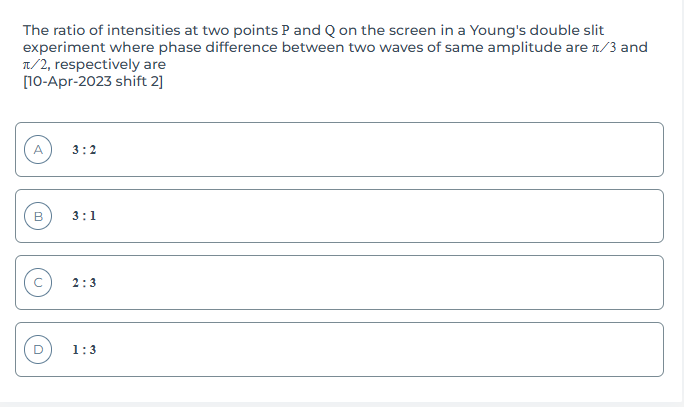 The ratio of intensities at two points P and Q on the screen in a Young's double slit
experiment where phase difference between two waves of same amplitude are π/3 and
π/2, respectively are
[10-Apr-2023 shift 2]
A 3 : 2
B 3 : 1
C 2 : 3
D 1 : 3